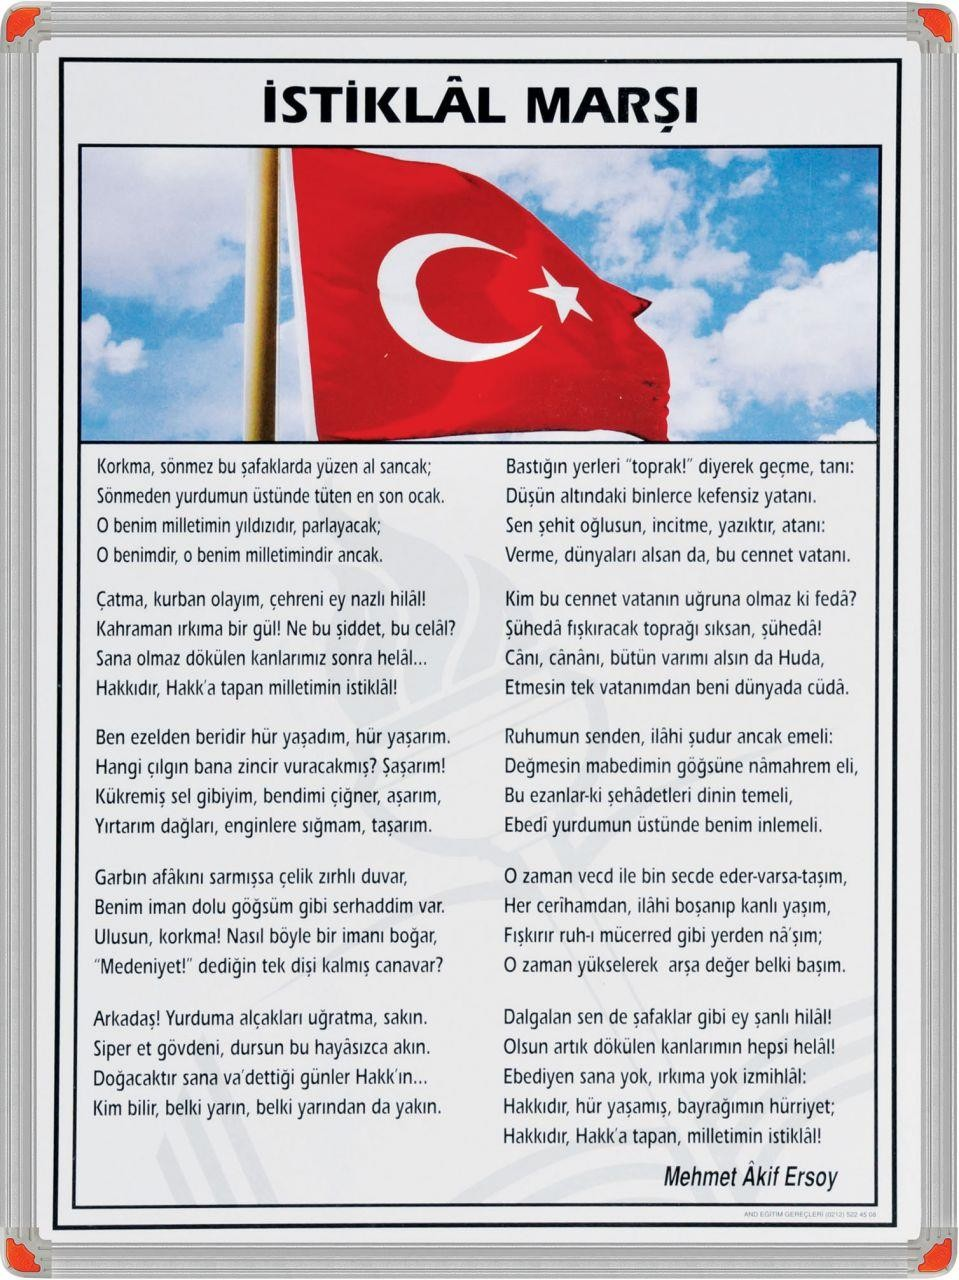 İSTİKLÂL MARŞI
Korkma, sönmez bu şafaklarda yüzen al sancak;
Sönmeden yurdumun üstünde tüten en son ocak.
O benim milletimin yıldızıdır, parlayacak;
O benimdir, o benim milletimindir ancak.
Çatma, kurban olayım, çehreni ey nazlı hilâl!
Kahraman ırkıma bir gül! Ne bu şiddet, bu celâl?
Sana olmaz dökülen kanlarımız sonra helâl...
Hakkıdır, Hakk'a tapan milletimin istiklâl!
Ben ezelden beridir hür yaşadım, hür yaşarım.
Hangi çılgın bana zincir vuracakmış? Şaşarım!
Kükremiş sel gibiyim, bendimi çiğner, aşarım,
Yırtarım dağları, enginlere sığmam, taşarım.
Garbın afâkını sarmışsa çelik zırhlı duvar,
Benim iman dolu göğsüm gibi serhaddim var.
Ulusun, korkma! Nasıl böyle bir imanı boğar,
"Medeniyet!" dediğin tek dişi kalmış canavar?
Arkadaş! Yurduma alçakları uğratma, sakın.
Siper et gövdeni, dursun bu hayâsızca akın.
Doğacaktır sana va'dettiği günler Hakk'ın...
Kim bilir, belki yarın, belki yarından da yakın.
Bastığın yerleri "toprak!" diyerek geçme, tanı:
Düşün altındaki binlerce kefensiz yatanı.
Sen şehit oğlusun, incitme, yazıktır, atanı:
Verme, dünyaları alsan da, bu cennet vatanı.
Kim bu cennet vatanın uğruna olmaz ki fedâ?
Şühedâ fışkıracak toprağı sıksan, şühedâ!
Cânı, cânânı, bütün varımı alsın da Huda,
Etmesin tek vatanımdan beni dünyada cüdâ.
Ruhumun senden, ilâhi şudur ancak emeli:
Değmesin mabedimin göğsüne nâmahrem eli,
Bu ezanlar-ki şehâdetleri dinin temeli,
Ebedî yurdumun üstünde benim inlemeli.
O zaman vecd ile bin secde eder-varsa-taşım,
Her cerîhamdan, ilâhi boşanıp kanlı yaşım,
Fışkırır ruh-ı mücerred gibi yerden nâ'şım;
O zaman yükselerek arşa değer belki başım.
Dalgalan sen de şafaklar gibi ey şanlı hilâl!
Olsun artık dökülen kanlarımın hepsi helâl!
Ebediyen sana yok, ırkıma yok izmihlâl:
Hakkıdır, hür yaşamış, bayrağımın hürriyet;
Hakkıdır, Hakk'a tapan, milletimin istiklâl!
Mehmet Âkif Ersoy
AND EĞİTİM GEREÇLERİ (0212) 522 45 08